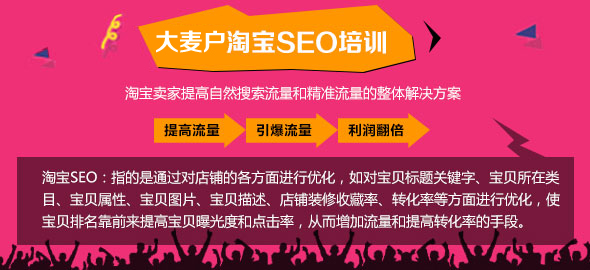 大麦户淘宝SEO培训
淘宝卖家提高自然搜索流量和精准流量的整体解决方案
提高流量 引爆流量 利润翻倍
淘宝SEO：指的是通过对店铺的各方面进行优化，如对宝贝标题关键字、宝贝所在类
目、宝贝属性、宝贝图片、宝贝描述、店铺装修收藏率、转化率等方面进行优化，使
宝贝排名靠前来提高宝贝曝光度和点击率，从而增加流量和提高转化率的手段。